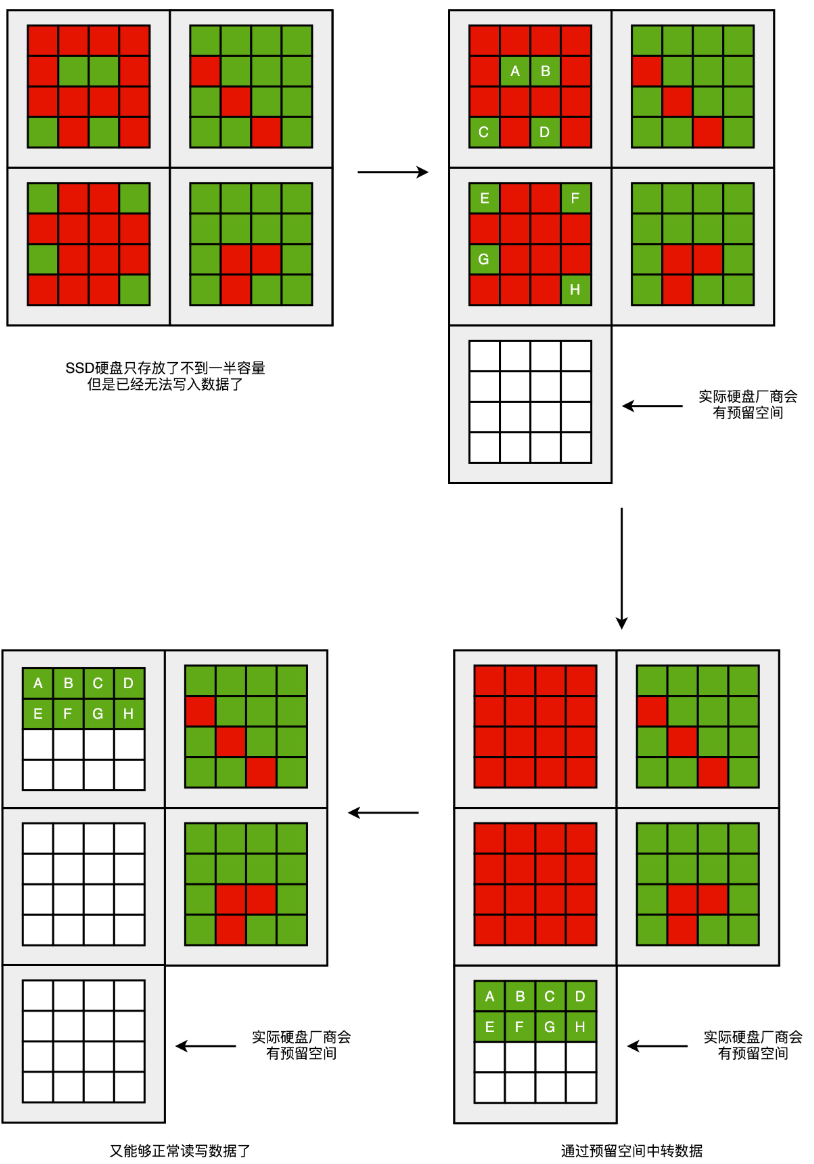 A B
C D
E F
G
H
SSD硬盘只存放了不到一半容量
但是已经无法写入数据了
实际硬盘厂商会
有预留空间
A B C D
E F G H
A B C D
E F G H
实际硬盘厂商会
有预留空间
实际硬盘厂商会
有预留空间
又能够正常读写数据了
通过预留空间中转数据